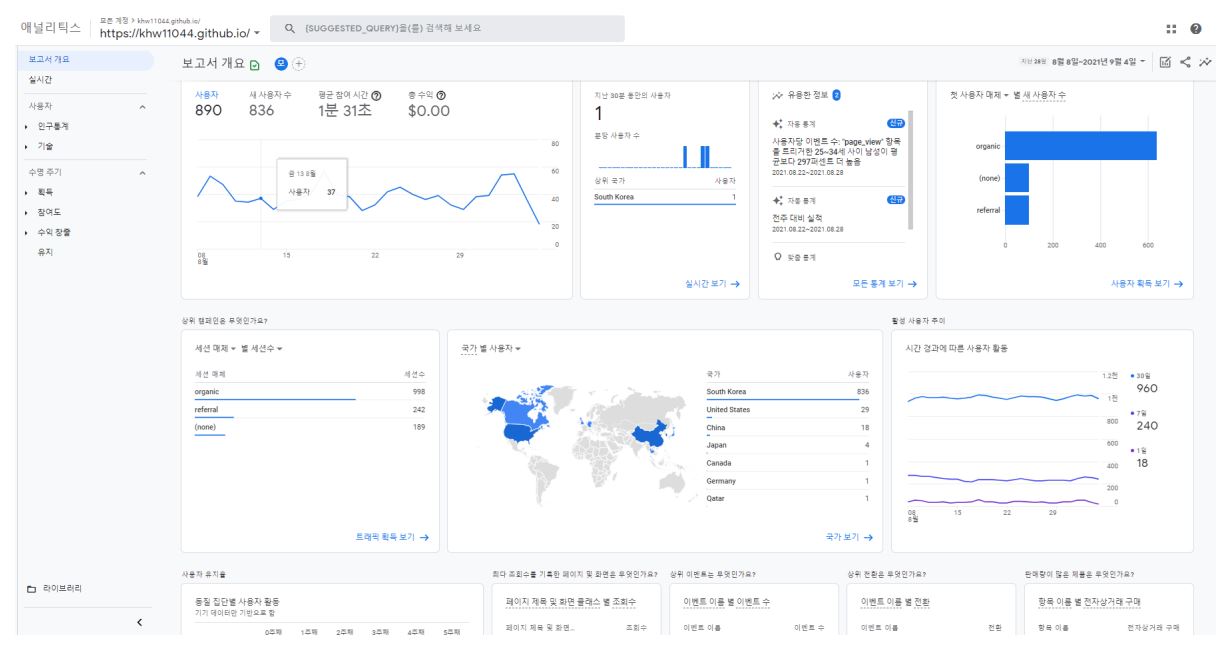 애널리틱스
모든 계정 > khw11044.github.io/
https://khw11044.github.io/
{SUGGESTED_QUERY}을(를) 검색해 보세요
보고서 개요
실시간
사용자
인구통계
기술
수명 주기
획득
참여도
수익 창출
유지
라이브러리
보고서 개요
모
지난 28일 8월 8일~2021년 9월 4일
사용자 새 사용자 수 평균 참여 시간 총 수익
890 836 1분 31초 $0.00
80
60
40
20
0
금 13 8월
사용자 37
08 15 22 29
8월
지난 30분 동안의 사용자
1
분당 사용자 수
상위 국가 사용자
South Korea 1
실시간 보기
유용한 정보 2
자동 통계 신규
사용자당 이벤트 수: "page_view" 항목
을 트리거한 25~34세 사이 남성이 평
균보다 297퍼센트 더 높음
2021.08.22~2021.08.28
자동 통계 신규
전주 대비 실적
2021.08.22~2021.08.28
맞춤 통계
모든 통계 보기
첫 사용자 매체 별 새 사용자 수
organic
(none)
referral
0 200 400 600
사용자 획득 보기
상위 캠페인은 무엇인가요?
세션 매체 별 세션수
세션 매체 세션수
organic 998
referral 242
(none) 189
트래픽 획득 보기
국가 별 사용자
국가 사용자
South Korea 836
United States 29
China 18
Japan 4
Canada 1
Germany 1
Qatar 1
국가 보기
활성 사용자 추이
시간 경과에 따른 사용자 활동
1.2천
1천
800
600
400
200
0
30일
960
7일
240
1일
18
08 15 22 29
8월
사용자 유지율
동질 집단별 사용자 활동
기기 데이터만 기반으로 함
0주째 1주째 2주째 3주째 4주째 5주째
최다 조회수를 기록한 페이지 및 화면은 무엇인가요?
페이지 제목 및 화면 클래스 별 조회수
페이지 제목 및 화면... 조회수
상위 이벤트는 무엇인가요?
이벤트 이름 별 이벤트 수
이벤트 이름 이벤트 수
상위 전환은 무엇인가요?
이벤트 이름 별 전환
이벤트 이름 전환
판매량이 많은 제품은 무엇인가요?
항목 이름 별 전자상거래 구매
항목 이름 전자상거래 구매